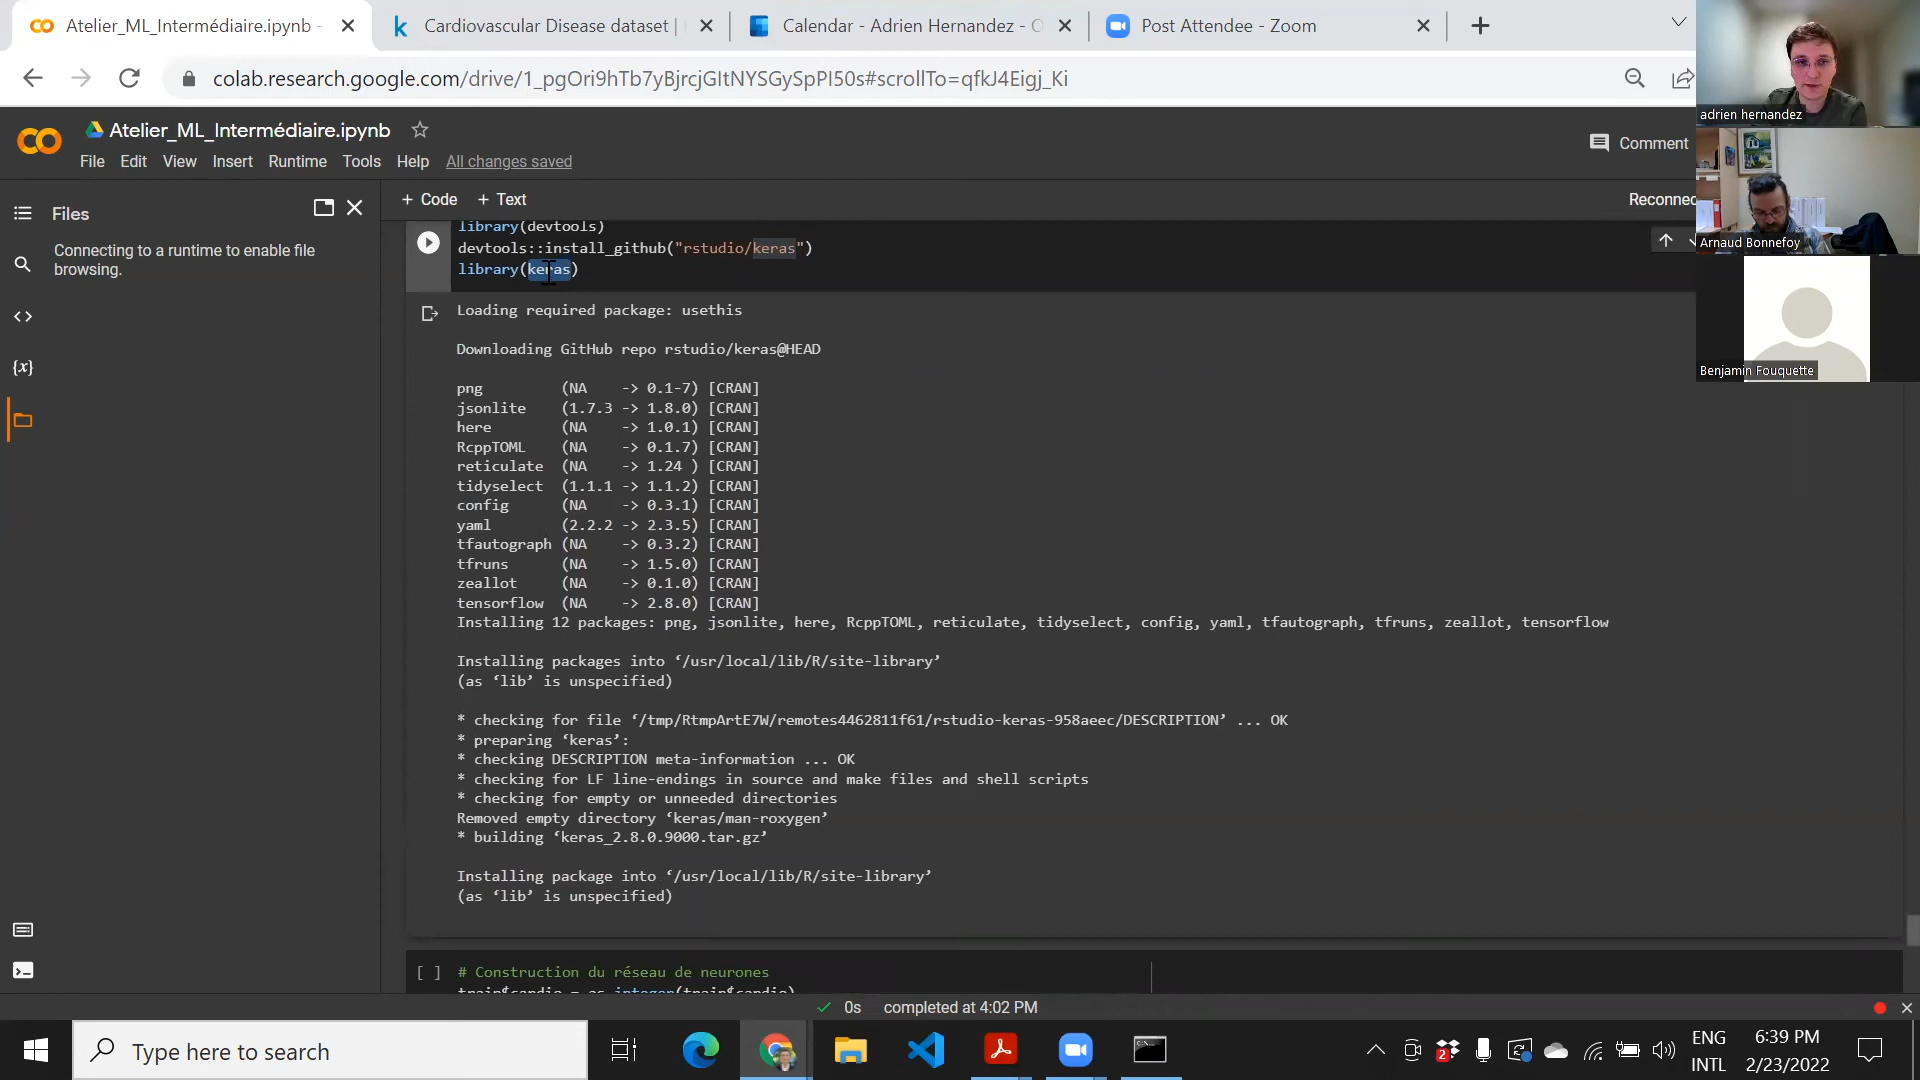 Atelier_ML_Intermédiaire.ipynb -
Cardiovascular Disease dataset |
Calendar - Adrien Hernandez - O
Post Attendee - Zoom
colab.research.google.com/drive/1_pgOri9hTb7yBjrcjGItNYSGySpPI50s#scrollTo=qfkJ4Eigj_Ki
adrien hernandez
Atelier_ML_Intermédiaire.ipynb
File Edit View Insert Runtime Tools Help All changes saved
Comment
Arnaud Bonnefoy
Benjamin Fouquette
Files
Connecting to a runtime to enable file
browsing.
{x}
+ Code + Text
Reconnec
library(devtools)
devtools::install_github("rstudio/keras")
library(keras)
Loading required package: usethis
Downloading GitHub repo rstudio/keras@HEAD
png (NA -> 0.1-7) [CRAN]
jsonlite (1.7.3 -> 1.8.0) [CRAN]
here (NA -> 1.0.1) [CRAN]
RcppTOML (NA -> 0.1.7) [CRAN]
reticulate (NA -> 1.24 ) [CRAN]
tidyselect (1.1.1 -> 1.1.2) [CRAN]
config (NA -> 0.3.1) [CRAN]
yaml (2.2.2 -> 2.3.5) [CRAN]
tfautograph (NA -> 0.3.2) [CRAN]
tfruns (NA -> 1.5.0) [CRAN]
zeallot (NA -> 0.1.0) [CRAN]
tensorflow (NA -> 2.8.0) [CRAN]
Installing 12 packages: png, jsonlite, here, RcppTOML, reticulate, tidyselect, config, yaml, tfautograph, tfruns, zeallot, tensorflow
Installing packages into ‘/usr/local/lib/R/site-library’
(as ‘lib’ is unspecified)
* checking for file ‘/tmp/RtmpArtE7W/remotes4462811f61/rstudio-keras-958aeec/DESCRIPTION’ ... OK
* preparing ‘keras’:
* checking DESCRIPTION meta-information ... OK
* checking for LF line-endings in source and make files and shell scripts
* checking for empty or unneeded directories
Removed empty directory ‘keras/man-roxygen’
* building ‘keras_2.8.0.9000.tar.gz’
Installing package into ‘/usr/local/lib/R/site-library’
(as ‘lib’ is unspecified)
[ ] # Construction du réseau de neurones
train$cardio = as.integer(train$cardio)
0s completed at 4:02 PM
Type here to search
2
ENG
INTL
6:39 PM
2/23/2022